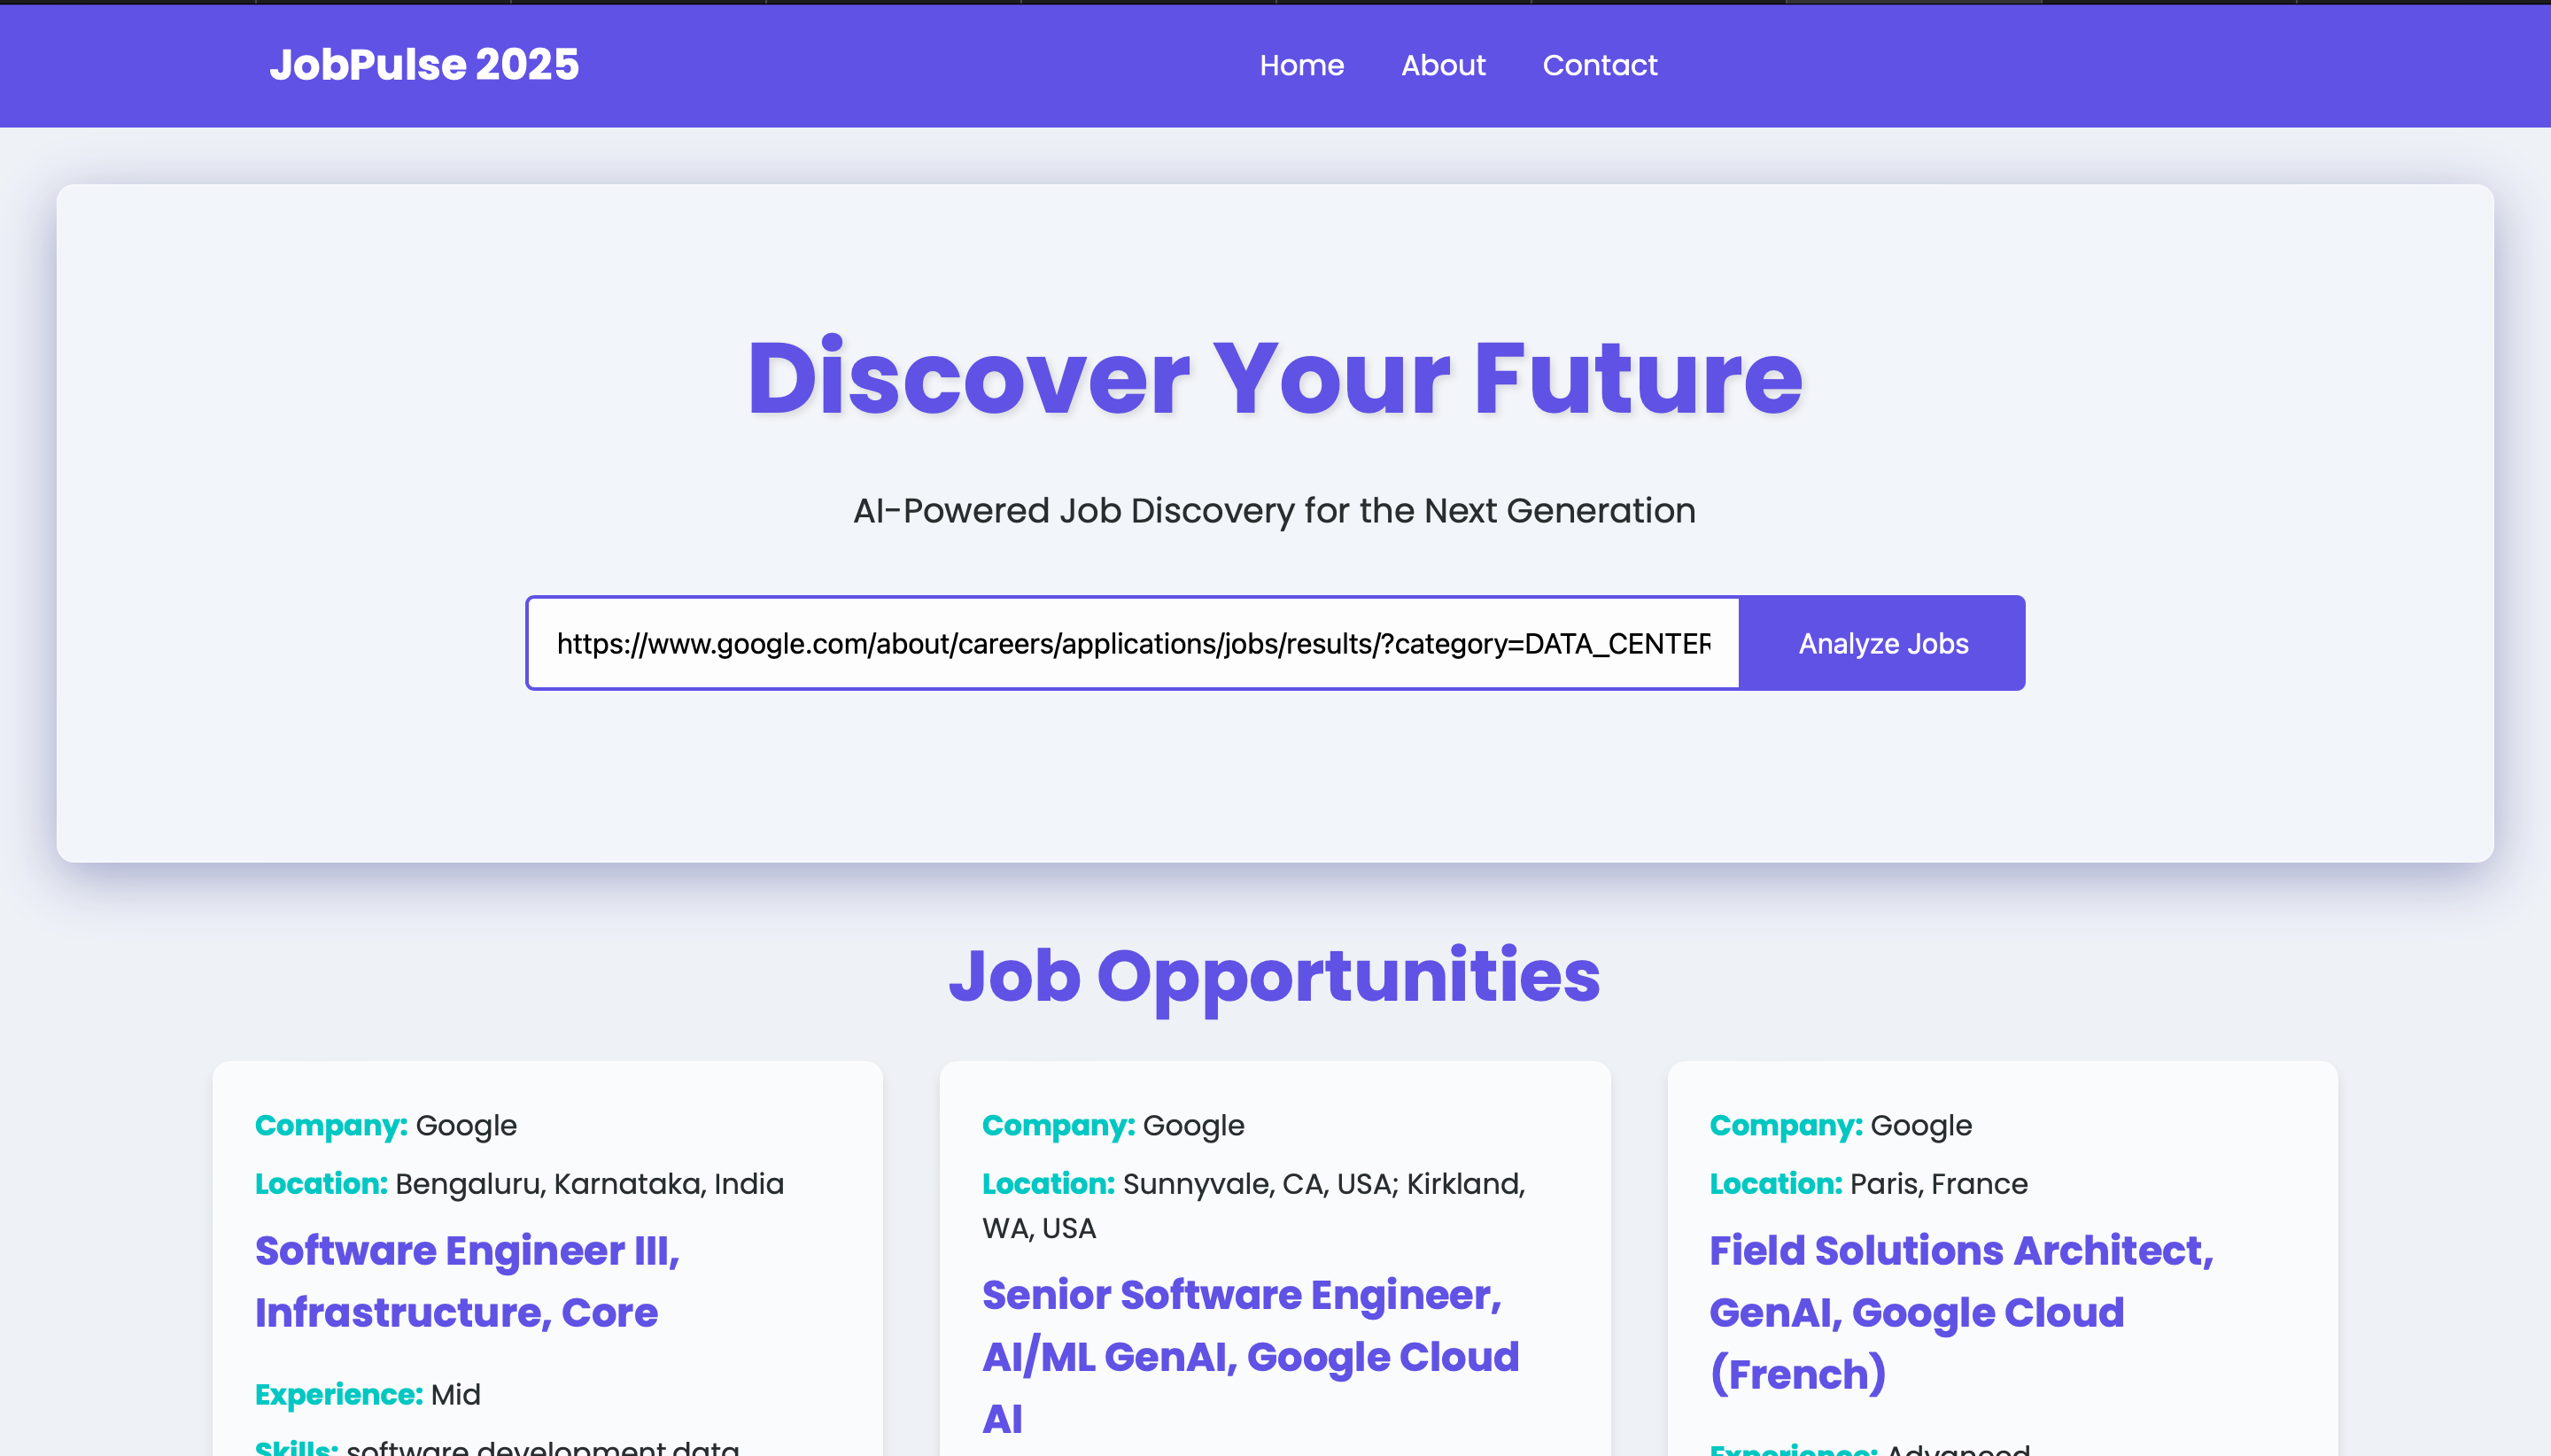 JobPulse 2025
Home About Contact
Discover Your Future
AI-Powered Job Discovery for the Next Generation
https://www.google.com/about/careers/applications/jobs/results/?category=DATA_CENTER
Analyze Jobs
Job Opportunities
Company: Google
Location: Bengaluru, Karnataka, India
Software Engineer III,
Infrastructure, Core
Experience: Mid
Skills: software development,data
Company: Google
Location: Sunnyvale, CA, USA; Kirkland,
WA, USA
Senior Software Engineer,
AI/ML GenAI, Google Cloud
AI
Company: Google
Location: Paris, France
Field Solutions Architect,
GenAI, Google Cloud
(French)
Experience: Advanced